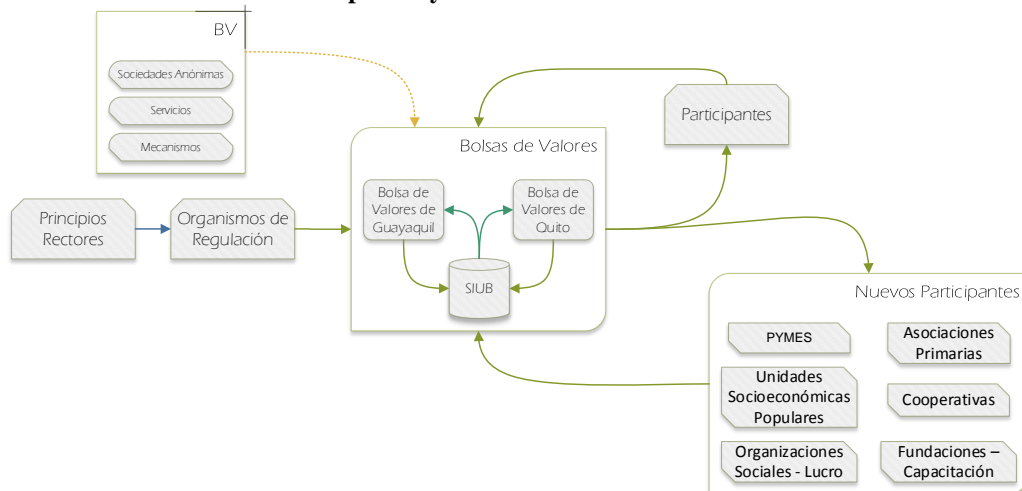 BV
Sociedades Anónimas
Servicios
Mecanismos
Participantes
Bolsas de Valores
Bolsa de
Valores de
Guayaquil
Bolsa de
Valores de
Quito
SIUB
Principios
Rectores
Organismos de
Regulación
Nuevos Participantes
PYMES
Asociaciones
Primarias
Unidades
Socioeconómicas
Populares
Cooperativas
Organizaciones
Sociales - Lucro
Fundaciones –
Capacitación